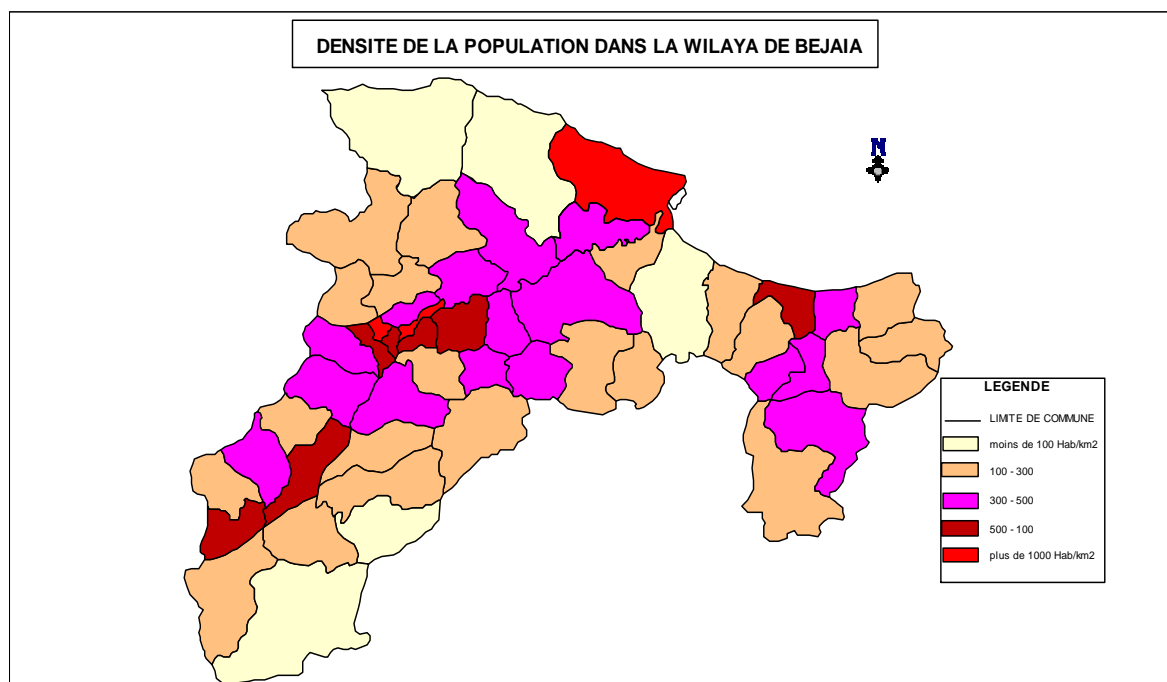 DENSITE DE LA POPULATION DANS LA WILAYA DE BEJAIA
N
LEGENDE
LIMITE DE COMMUNE
moins de 100 Hab/km2
100 - 300
300 - 500
500 - 100
plus de 1000 Hab/km2